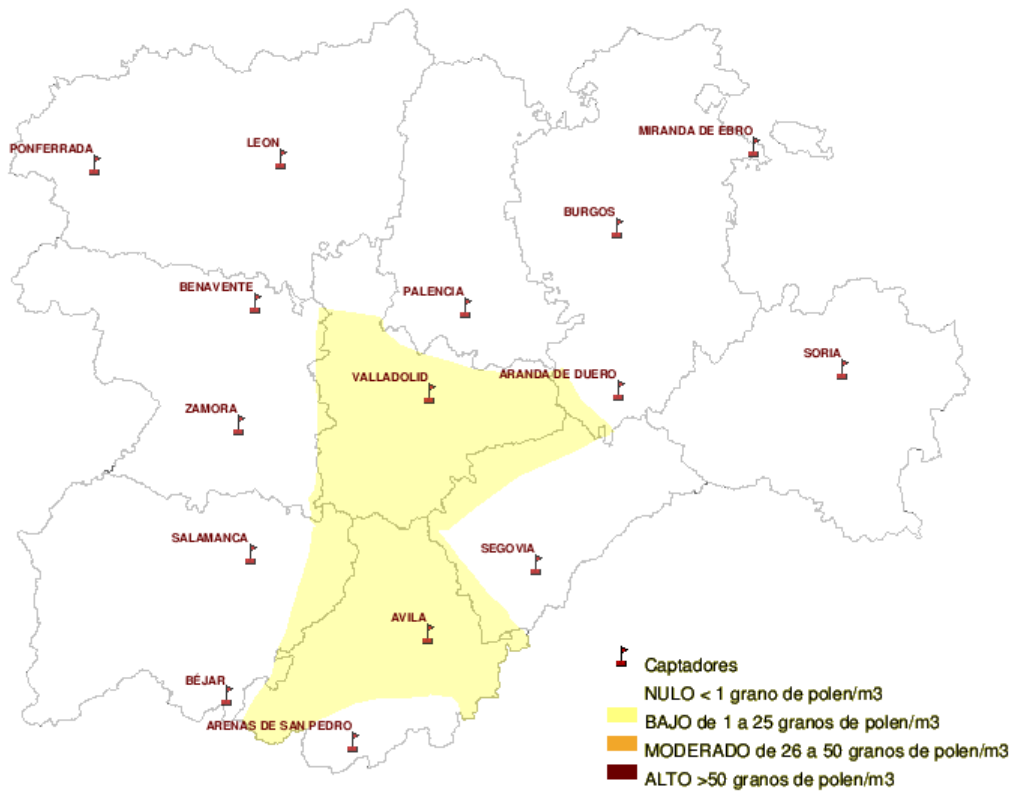 MIRANDA DE EBRO
PONFERRADA
LEON
BURGOS
BENAVENTE
PALENCIA
SORIA
VALLADOLID
ARANDA DE DUERO
ZAMORA
SALAMANCA
SEGOVIA
AVILA
BÉJAR
ARENAS DE SAN PEDRO
Captadores
NULO < 1 grano de polen/m3
BAJO de 1 a 25 granos de polen/m3
MODERADO de 26 a 50 granos de polen/m3
ALTO >50 granos de polen/m3